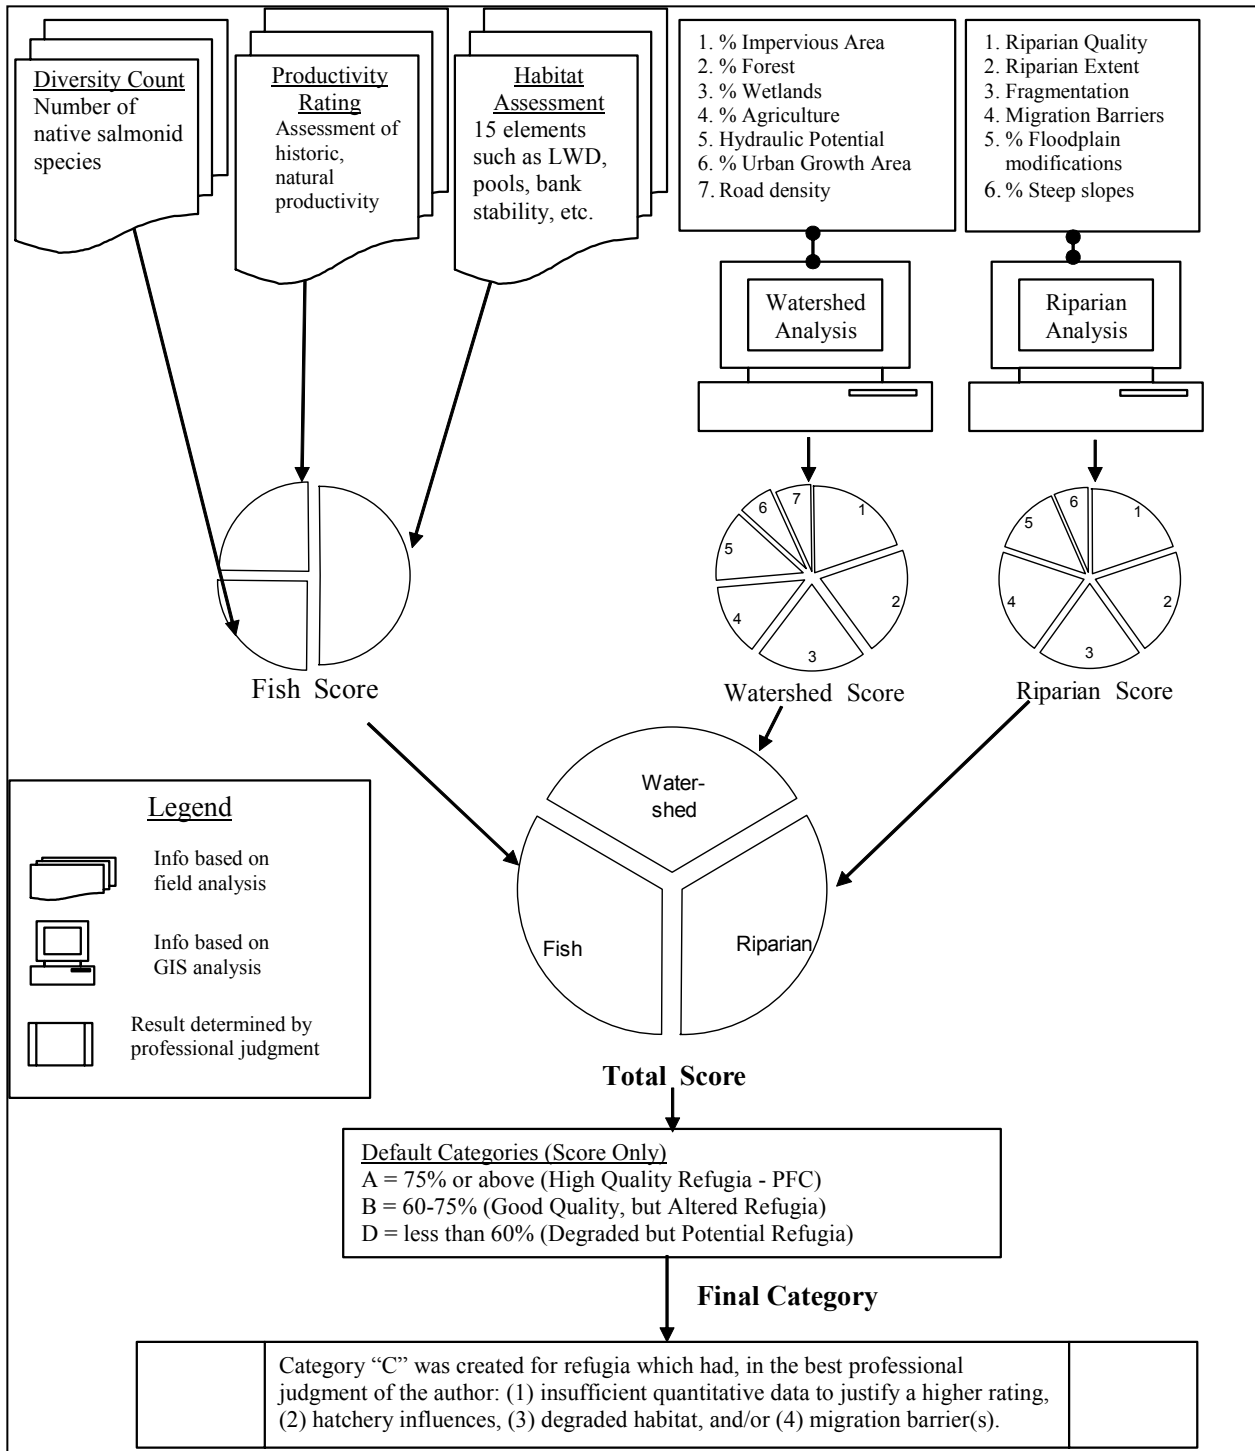 Diversity Count
Number of
native salmonid
species
Productivity
Rating
Assessment of
historic,
natural
productivity
Habitat
Assessment
15 elements
such as LWD,
pools, bank
stability, etc.
1. % Impervious Area
2. % Forest
3. % Wetlands
4. % Agriculture
5. Hydraulic Potential
6. % Urban Growth Area
7. Road density
1. Riparian Quality
2. Riparian Extent
3. Fragmentation
4. Migration Barriers
5. % Floodplain
modifications
6. % Steep slopes
Watershed
Analysis
Riparian
Analysis
1
2
3
4
5
6
7
1
2
3
4
5
6
Fish Score
Watershed Score
Riparian Score
Water-
shed
Fish
Riparian
Legend
Info based on
field analysis
Info based on
GIS analysis
Result determined by
professional judgment
Total Score
Default Categories (Score Only)
A = 75% or above (High Quality Refugia - PFC)
B = 60-75% (Good Quality, but Altered Refugia)
D = less than 60% (Degraded but Potential Refugia)
Final Category
Category “C” was created for refugia which had, in the best professional
judgment of the author: (1) insufficient quantitative data to justify a higher rating,
(2) hatchery influences, (3) degraded habitat, and/or (4) migration barrier(s).